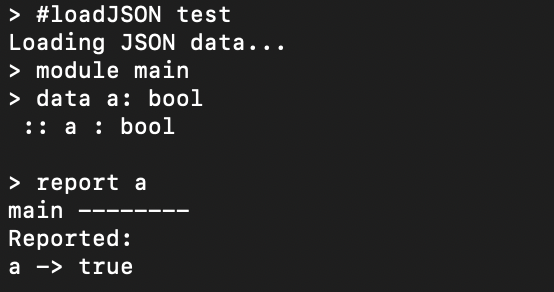 > #loadJSON test
Loading JSON data...
> module main
> data a: bool
 :: a : bool

> report a
main --------
Reported:
a -> true